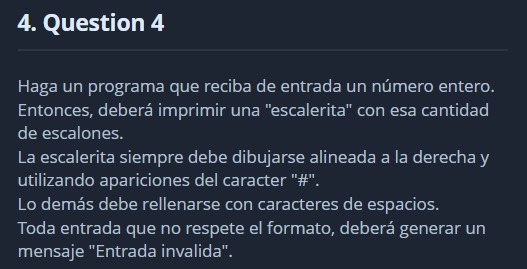 4. Question 4
Haga un programa que reciba de entrada un número entero.
Entonces, deberá imprimir una "escalerita" con esa cantidad
de escalones.
La escalerita siempre debe dibujarse alineada a la derecha y
utilizando apariciones del caracter "#".
Lo demás debe rellenarse con caracteres de espacios.
Toda entrada que no respete el formato, deberá generar un
mensaje "Entrada invalida".